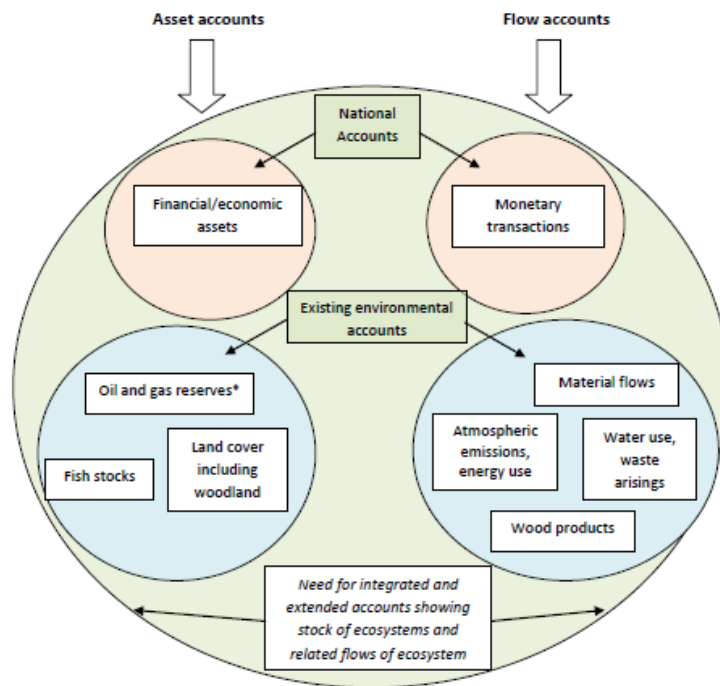 Asset accounts
Flow accounts
National
Accounts
Financial/economic
assets
Monetary
transactions
Existing environmental
accounts
Oil and gas reserves*
Material flows
Land cover
including
woodland
Atmospheric
emissions,
energy use
Water use,
waste
arisings
Fish stocks
Wood products
Need for integrated and
extended accounts showing
stock of ecosystems and
related flows of ecosystem